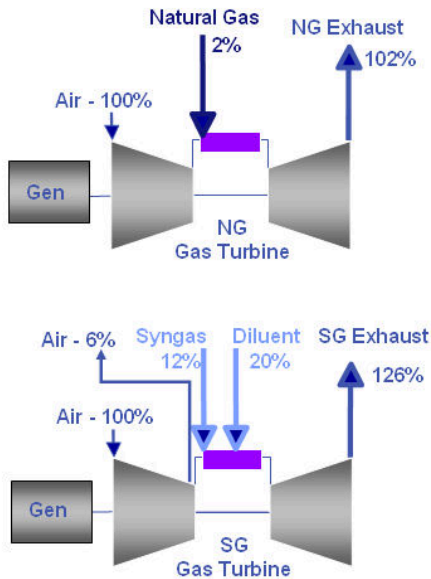 Natural Gas
2%
NG Exhaust
102%
Air - 100%
Gen
NG
Gas Turbine
Air - 6%
Syngas
12%
Diluent
20%
SG Exhaust
126%
Air - 100%
Gen
SG
Gas Turbine